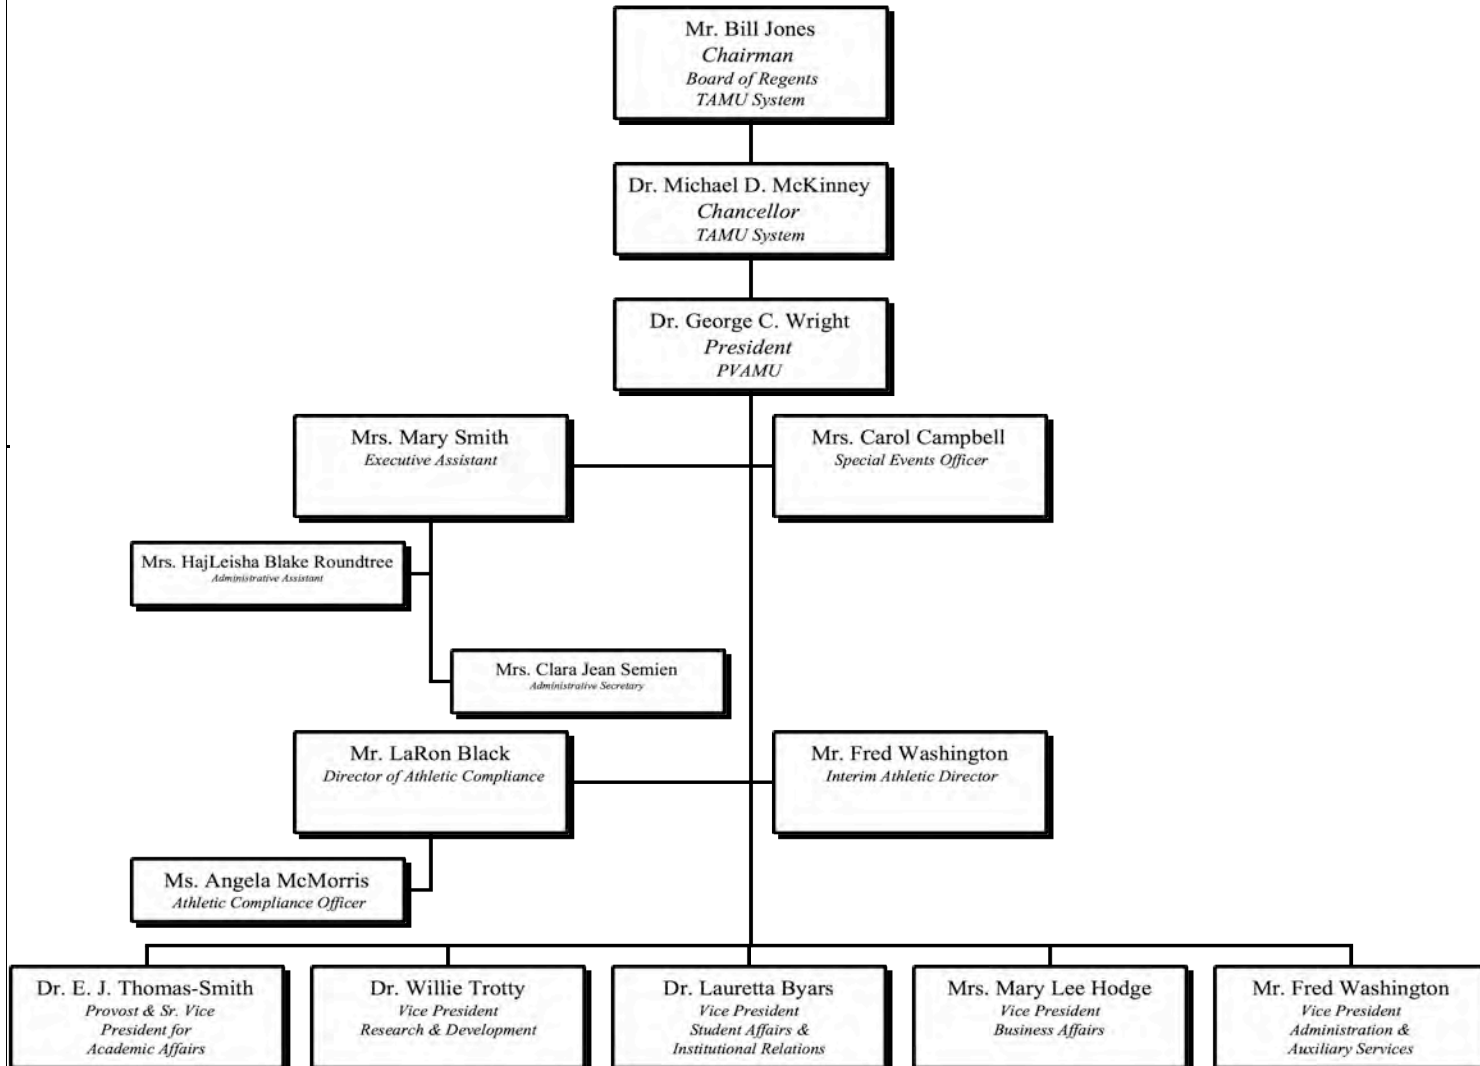 Mr. Bill Jones
Chairman
Board of Regents
TAMU System
Dr. Michael D. McKinney
Chancellor
TAMU System
Dr. George C. Wright
President
PVAMU
Mrs. Mary Smith
Executive Assistant
Mrs. Carol Campbell
Special Events Officer
Mrs. HajLeisha Blake Roundtree
Administrative Assistant
Mrs. Clara Jean Semien
Administrative Secretary
Mr. LaRon Black
Director of Athletic Compliance
Mr. Fred Washington
Interim Athletic Director
Ms. Angela McMorris
Athletic Compliance Officer
Dr. E. J. Thomas-Smith
Provost & Sr. Vice
President for
Academic Affairs
Dr. Willie Trotty
Vice President
Research & Development
Dr. Lauretta Byars
Vice President
Student Affairs &
Institutional Relations
Mrs. Mary Lee Hodge
Vice President
Business Affairs
Mr. Fred Washington
Vice President
Administration &
Auxiliary Services